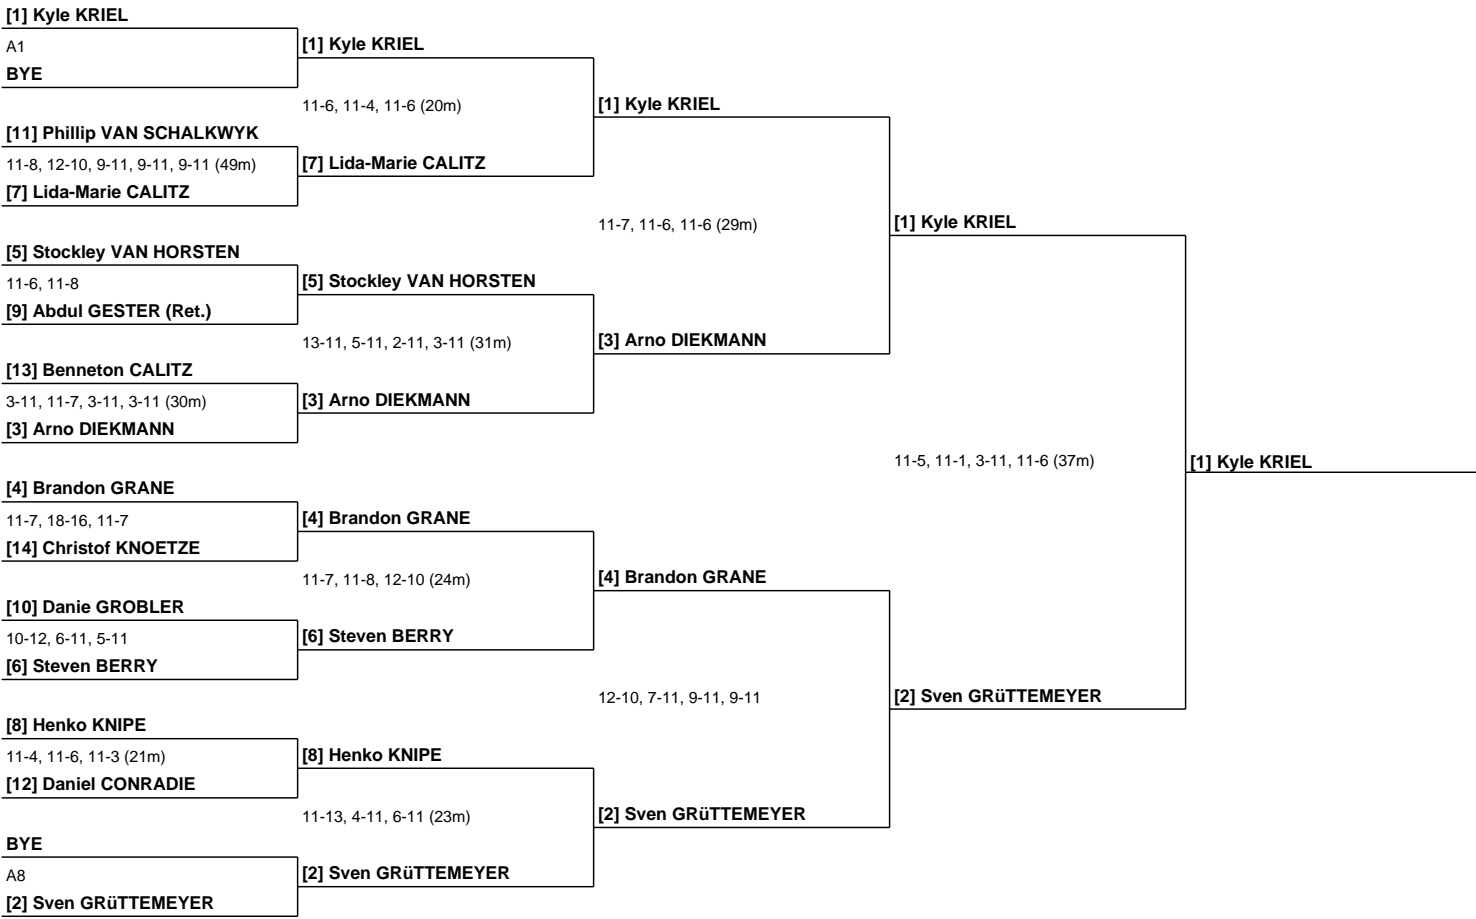 [1] Kyle KRIEL
A1
BYE
[11] Phillip VAN SCHALKWYK
11-8, 12-10, 9-11, 9-11, 9-11 (49m)
[7] Lida-Marie CALITZ
[5] Stockley VAN HORSTEN
11-6, 11-8
[9] Abdul GESTER (Ret.)
[13] Benneton CALITZ
3-11, 11-7, 3-11, 3-11 (30m)
[3] Arno DIEKMANN
[4] Brandon GRANE
11-7, 18-16, 11-7
[14] Christof KNOETZE
[10] Danie GROBLER
10-12, 6-11, 5-11
[6] Steven BERRY
[8] Henko KNIPE
11-4, 11-6, 11-3 (21m)
[12] Daniel CONRADIE
BYE
A8
[2] Sven GRüTTEMEYER
[1] Kyle KRIEL
11-6, 11-4, 11-6 (20m)
[7] Lida-Marie CALITZ
[5] Stockley VAN HORSTEN
13-11, 5-11, 2-11, 3-11 (31m)
[3] Arno DIEKMANN
[4] Brandon GRANE
11-7, 11-8, 12-10 (24m)
[6] Steven BERRY
[8] Henko KNIPE
11-13, 4-11, 6-11 (23m)
[2] Sven GRüTTEMEYER
[1] Kyle KRIEL
11-7, 11-6, 11-6 (29m)
[3] Arno DIEKMANN
[4] Brandon GRANE
12-10, 7-11, 9-11, 9-11
[2] Sven GRüTTEMEYER
[1] Kyle KRIEL
11-5, 11-1, 3-11, 11-6 (37m)
[2] Sven GRüTTEMEYER
[1] Kyle KRIEL